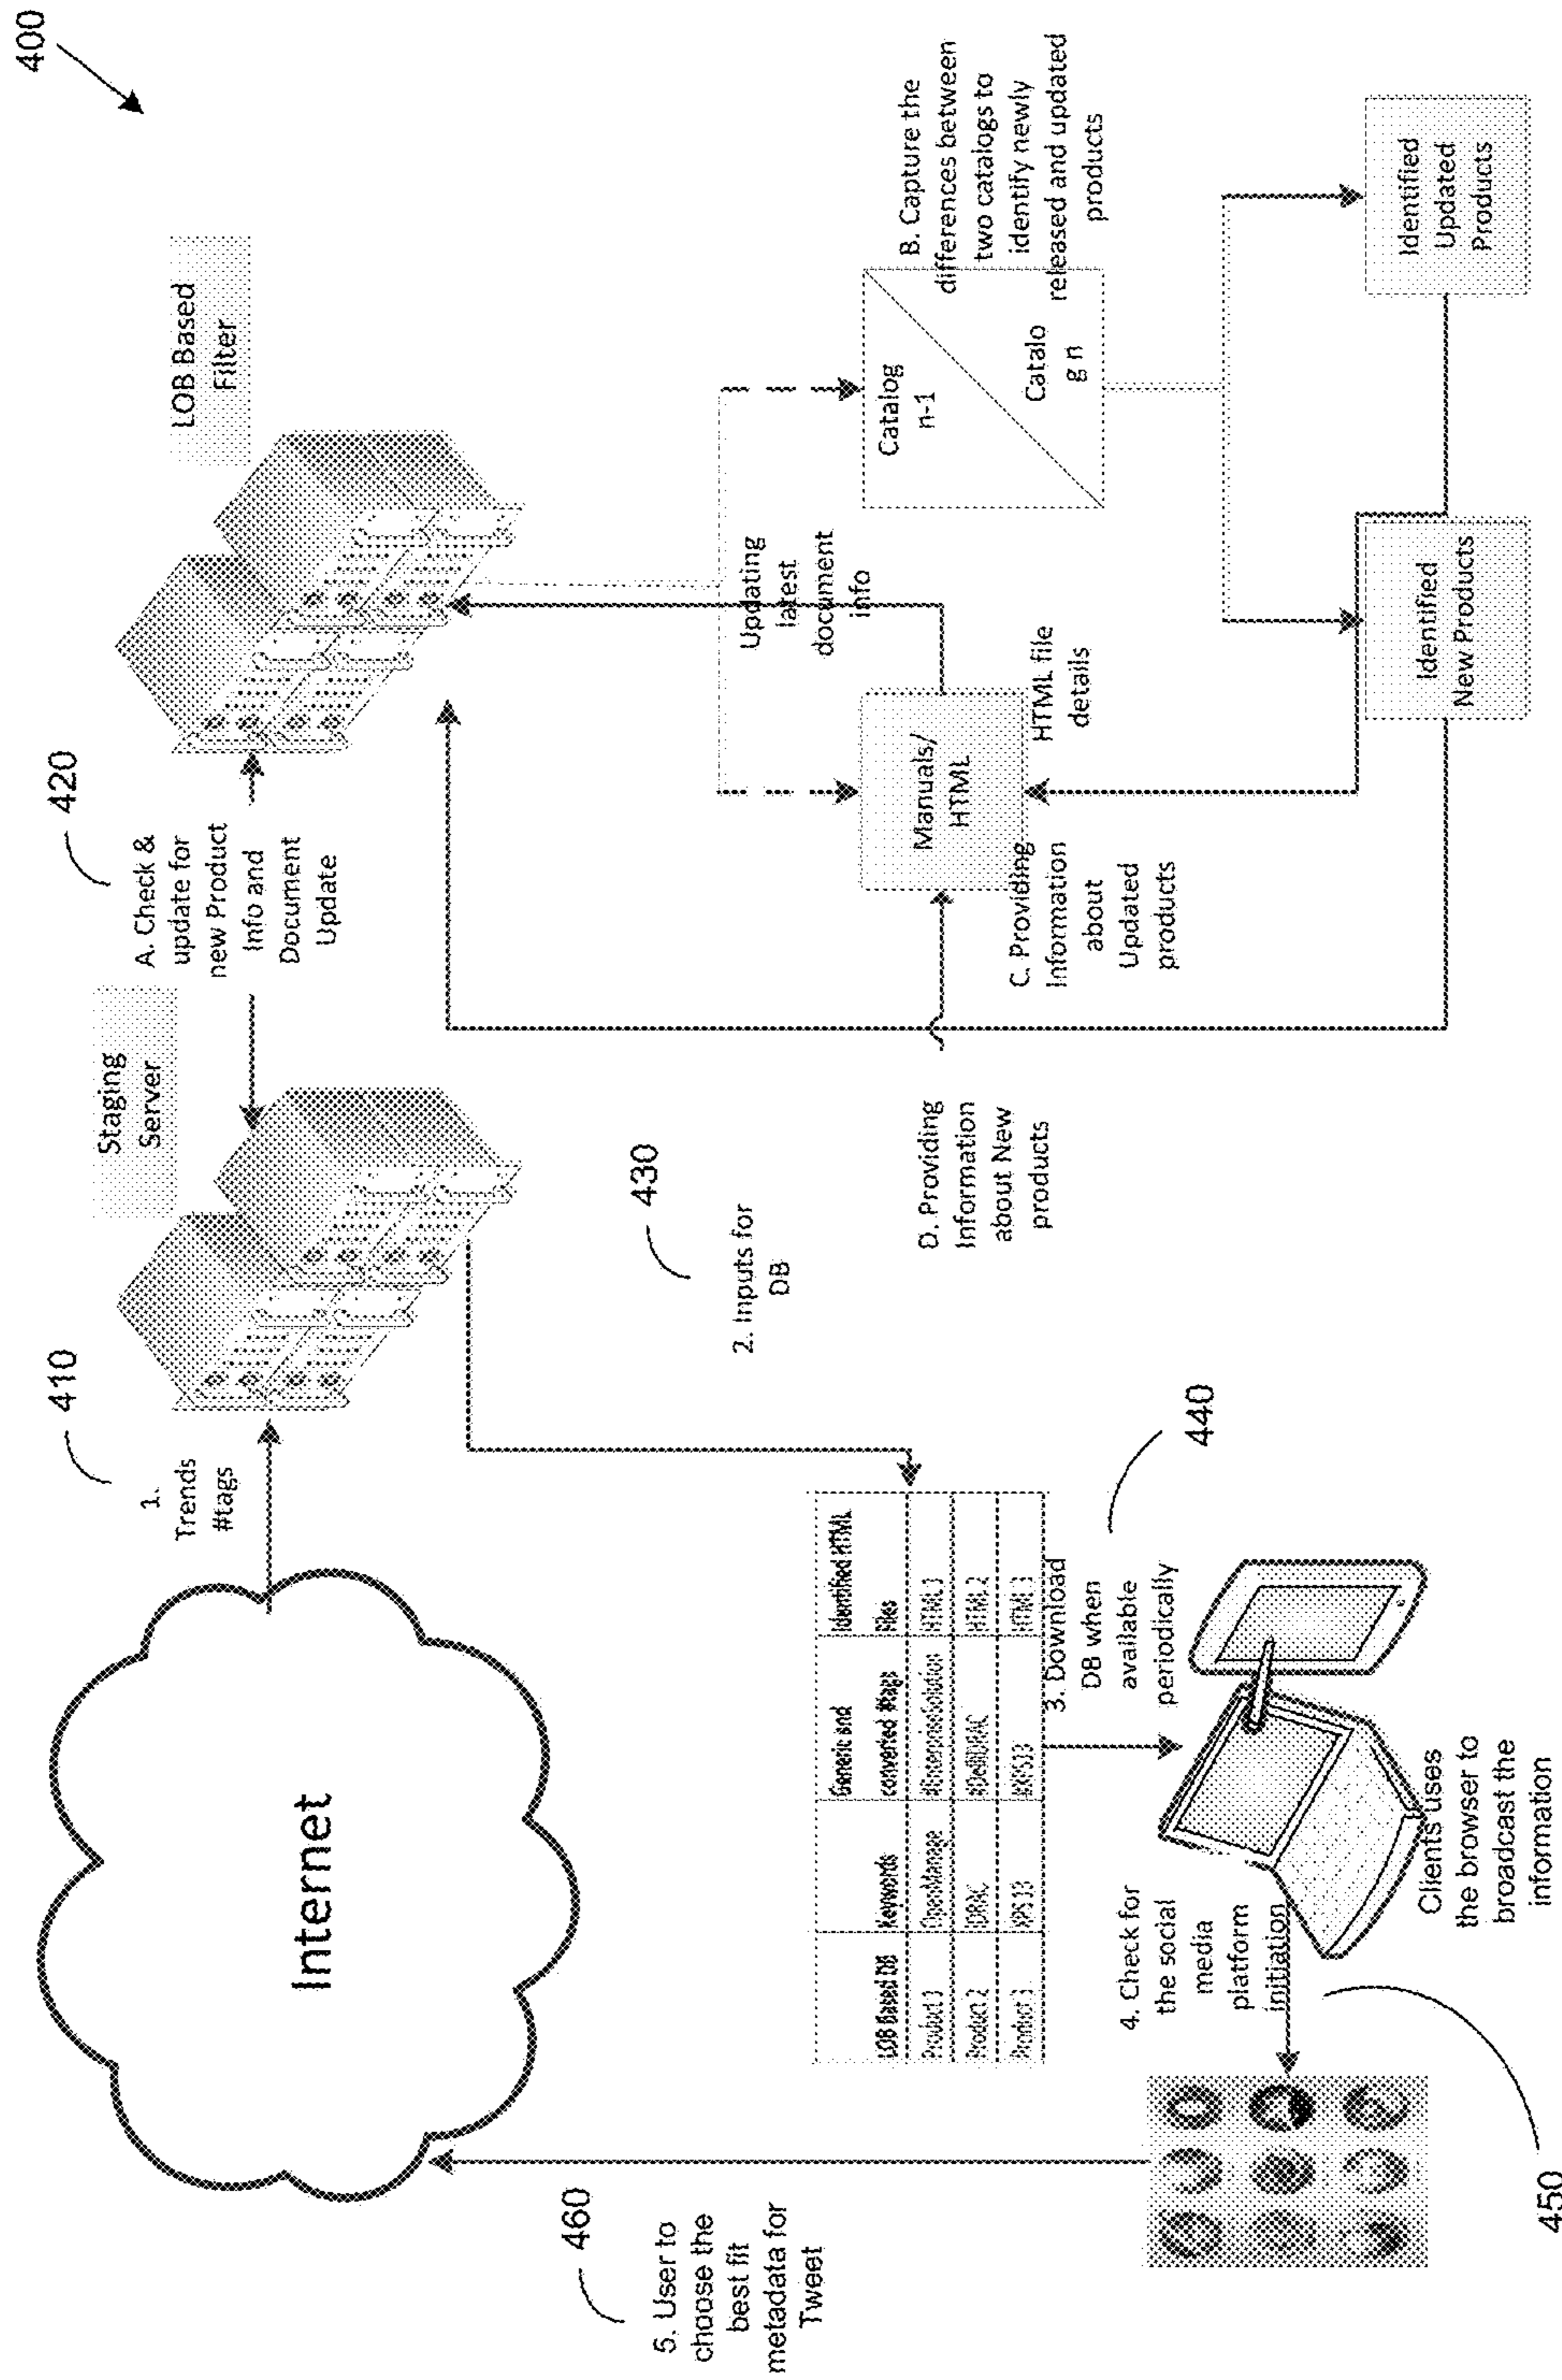 400
LOB Based
Filter
420
A. Check &
update for
new Product
Info and
Document
Update
Staging
Server
410
1.
Trends
#tags
Internet
B. Capture the
differences between
two catalogs to
identify newly
released and updated
products
Catalog
n-1
Catalo
g n
Updating
latest
document
info
Manuals/
HTML
HTML file
details
Identified
Updated
Products
Identified
New Products
C. Providing
Information
about
Updated
products
D. Providing
Information
about New
products
430
2. Inputs for
DB
LOB Based DB
Keywords
Generic and
converted #tags
Identified HTML
files
Product 1
OpenManage
#EnterpriseSolution
HTML 1
Product 2
iDRAC
#DellIDRAC
HTML 2
Product 3
XPS 13
#XPS13
HTML 3
440
3. Download
DB when
available
periodically
Clients uses
the browser to
broadcast the
information
4. Check for
the social
media
platform
initiation
450
460
5. User to
choose the
best fit
metadata for
Tweet